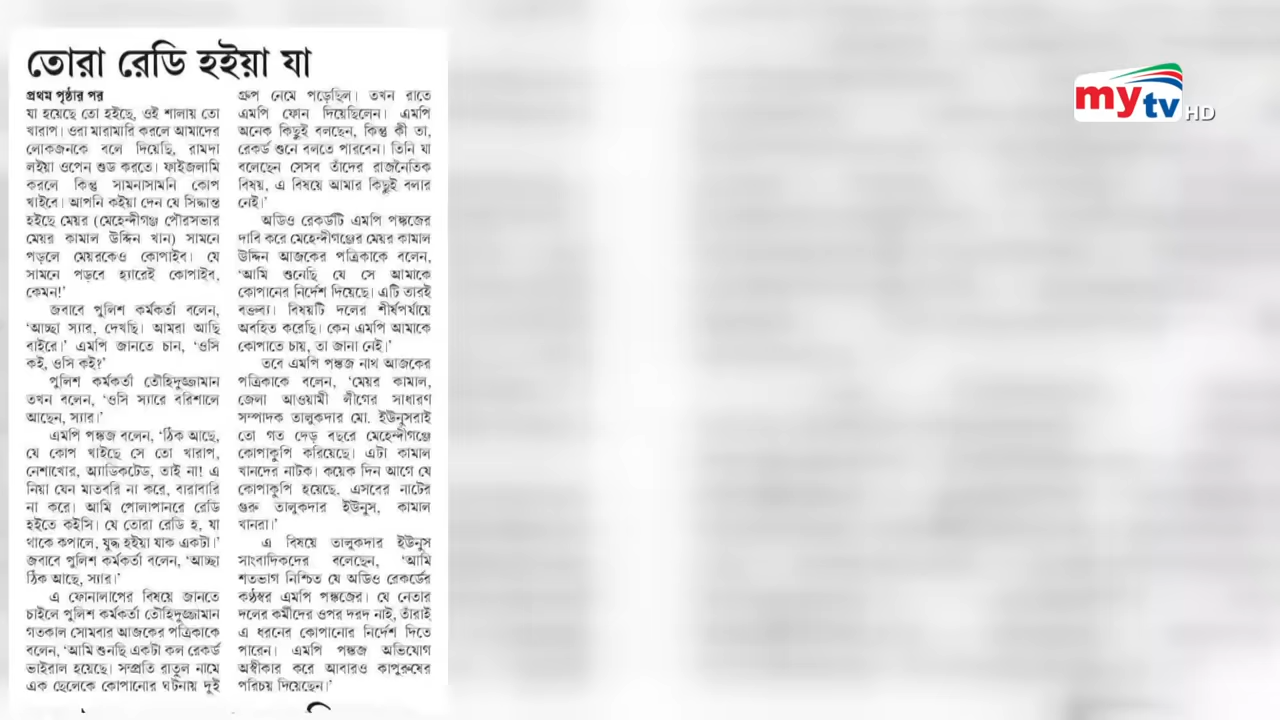 তোরা রেডি হইয়া যা
প্রথম পৃষ্ঠার পর
যা হয়েছে তো হইছে, ওই শালায় তো
খারাপ। ওরা মারামারি করলে আমাদের
লোকজনকে বলে দিয়েছি, রামদা
লইয়া ওপেন শুড করতে। ফাইজলামি
করলে কিন্তু সামনাসামনি কোপ
খাইবে। আপনি কইয়া দেন যে সিদ্ধান্ত
হইছে মেয়র (মেহেন্দীগঞ্জ পৌরসভার
মেয়র কামাল উদ্দিন খান) সামনে
পড়লে মেয়রকেও কোপাইব। যে
সামনে পড়বে হ্যারেই কোপাইব,
কেমন!’
জবাবে পুলিশ কর্মকর্তা বলেন,
‘আচ্ছা স্যার, দেখছি। আমরা আছি
বাইরে।’ এমপি জানতে চান, ‘ওসি
কই, ওসি কই?’
পুলিশ কর্মকর্তা তৌহিদুজ্জামান
তখন বলেন, ‘ওসি স্যারে বরিশালে
আছেন, স্যার।’
এমপি পঙ্কজ বলেন, ‘ঠিক আছে,
যে কোপ খাইছে সে তো খারাপ,
নেশাখোর, অ্যাডিকটেড, তাই না! এ
নিয়া যেন মাতবরি না করে, বারাবারি
না করে। আমি পোলাপানরে রেডি
হইতে কইসি। যে তোরা রেডি হ, যা
থাকে কপালে, যুদ্ধ হইয়া যাক একটা।’
জবাবে পুলিশ কর্মকর্তা বলেন, ‘আচ্ছা
ঠিক আছে, স্যার।’
এ ফোনালাপের বিষয়ে জানতে
চাইলে পুলিশ কর্মকর্তা তৌহিদুজ্জামান
গতকাল সোমবার আজকের পত্রিকাকে
বলেন, ‘আমি শুনছি একটা কল রেকর্ড
ভাইরাল হয়েছে। সম্প্রতি রাতুল নামে
এক ছেলেকে কোপানোর ঘটনায় দুই
গ্রুপ নেমে পড়েছিল। তখন রাতে
এমপি ফোন দিয়েছিলেন। এমপি
অনেক কিছুই বলছেন, কিন্তু কী তা,
রেকর্ড শুনে বলতে পারবেন। তিনি যা
বলেছেন সেসব তাঁদের রাজনৈতিক
বিষয়, এ বিষয়ে আমার কিছুই বলার
নেই।’
অডিও রেকর্ডটি এমপি পঙ্কজের
দাবি করে মেহেন্দীগঞ্জের মেয়র কামাল
উদ্দিন আজকের পত্রিকাকে বলেন,
‘আমি শুনেছি যে সে আমাকে
কোপানের নির্দেশ দিয়েছে। এটি তারই
বক্তব্য। বিষয়টি দলের শীর্ষপর্যায়ে
অবহিত করেছি। কেন এমপি আমাকে
কোপাতে চায়, তা জানা নেই।’
তবে এমপি পঙ্কজ নাথ আজকের
পত্রিকাকে বলেন, ‘মেয়র কামাল,
জেলা আওয়ামী লীগের সাধারণ
সম্পাদক তালুকদার মো. ইউনুসরাই
তো গত দেড় বছরে মেহেন্দীগঞ্জে
কোপাকুপি করিয়েছে। এটা কামাল
খানদের নাটক। কয়েক দিন আগে যে
কোপাকুপি হয়েছে. এসবের নাটের
গুরু তালুকদার ইউনুস, কামাল
খানরা।’
এ বিষয়ে তালুকদার ইউনুস
সাংবাদিকদের বলেছেন, ‘আমি
শতভাগ নিশ্চিত যে অডিও রেকর্ডের
কণ্ঠস্বর এমপি পঙ্কজের। যে নেতার
দলের কর্মীদের ওপর দরদ নাই, তাঁরাই
এ ধরনের কোপানোর নির্দেশ দিতে
পারেন। এমপি পঙ্কজ অভিযোগ
অস্বীকার করে আবারও কাপুরুষের
পরিচয় দিয়েছেন।’
my tv HD